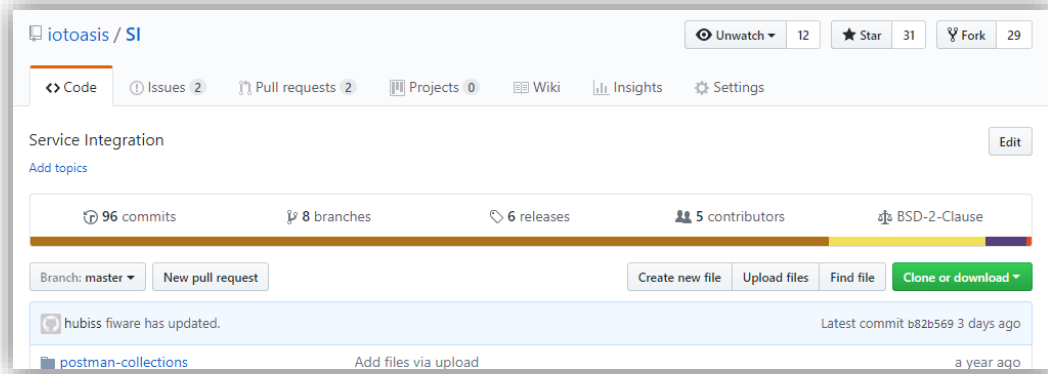 iotoasis / SI Unwatch 12 Star 31 Fork 29
Code Issues 2 Pull requests 2 Projects 0 Wiki Insights Settings
Service Integration Edit
Add topics
96 commits 8 branches 6 releases 5 contributors BSD-2-Clause
Branch: master New pull request Create new file Upload files Find file Clone or download
hubiss fiware has updated. Latest commit b82b569 3 days ago
postman-collections Add files via upload a year ago